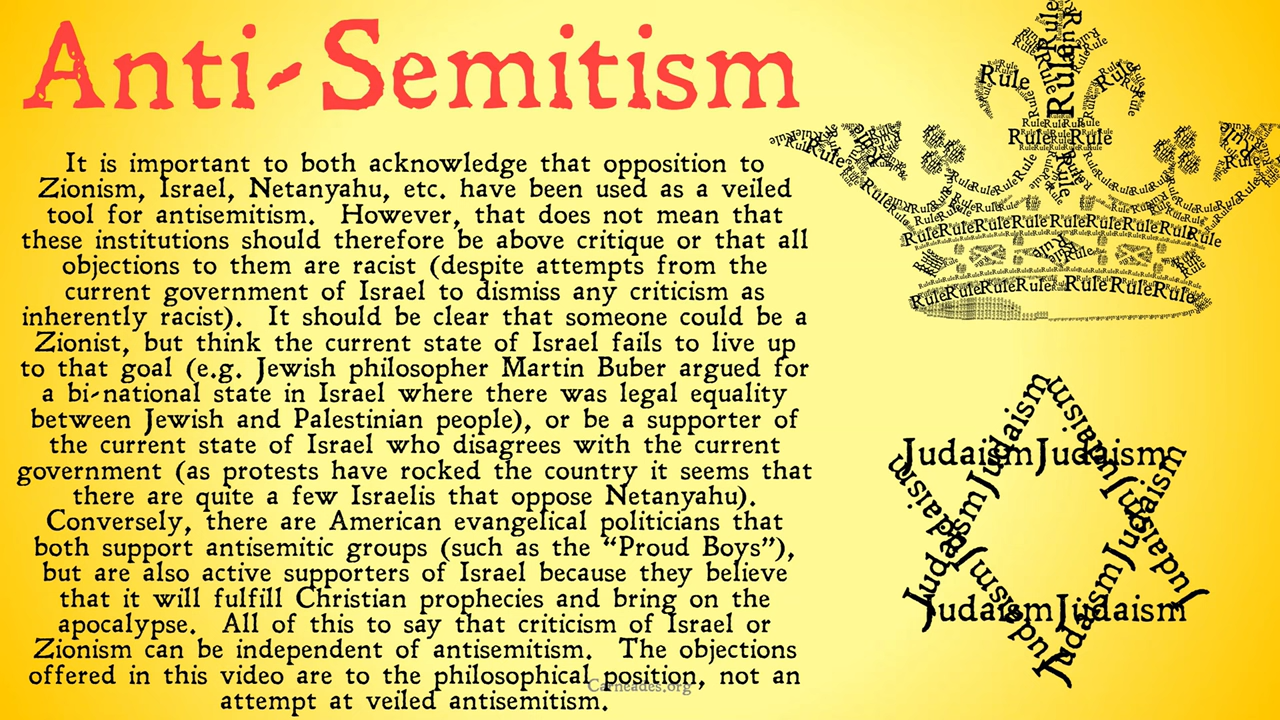 Anti-Semitism
It is important to both acknowledge that opposition to
Zionism, Israel, Netanyahu, etc. have been used as a veiled
tool for antisemitism.  However, that does not mean that
these institutions should therefore be above critique or that all
objections to them are racist (despite attempts from the
current government of Israel to dismiss any criticism as
inherently racist).  It should be clear that someone could be a
Zionist, but think the current state of Israel fails to live up
to that goal (e.g. Jewish philosopher Martin Buber argued for
a bi-national state in Israel where there was legal equality
between Jewish and Palestinian people), or be a supporter of
the current state of Israel who disagrees with the current
government (as protests have rocked the country it seems that
there are quite a few Israelis that oppose Netanyahu).
Conversely, there are American evangelical politicians that
both support antisemitic groups (such as the “Proud Boys”),
but are also active supporters of Israel because they believe
that it will fulfill Christian prophecies and bring on the
apocalypse.  All of this to say that criticism of Israel or
Zionism can be independent of antisemitism.  The objections
offered in this video are to the philosophical position, not an
attempt at veiled antisemitism.
Carneades.org
Rule
Rule
Rule
Rule Rule
RuleRuleRuleRule RuleRuleRule
JudaismJudaism
JudaismJudaism
JudaismJudaism
JudaismJudaism
JudaismJudaism
JudaismJudaism